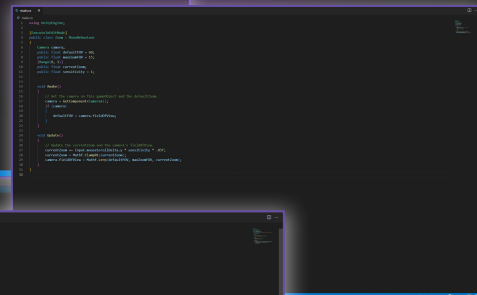 using UnityEngine;
[ExecuteInEditMode]
public class Zoom : MonoBehaviour
{
Camera camera;
public float defaultFOV = 60;
public float maxZoomFOV = 15;
[Range(0, 1)]
public float currentZoom;
public float sensitivity = 1;
void Awake()
{
// Get the camera on this gameObject and the defaultZoom.
camera = GetComponent<Camera>();
if (camera)
{
defaultFOV = camera.fieldOfView;
}
}
void Update()
{
// Update the currentZoom and the camera's fieldOfView.
currentZoom += Input.mouseScrollDelta.y * sensitivity * .05f;
currentZoom = Mathf.Clamp01(currentZoom);
camera.fieldOfView = Mathf.Lerp(defaultFOV, maxZoomFOV, currentZoom);
}
}